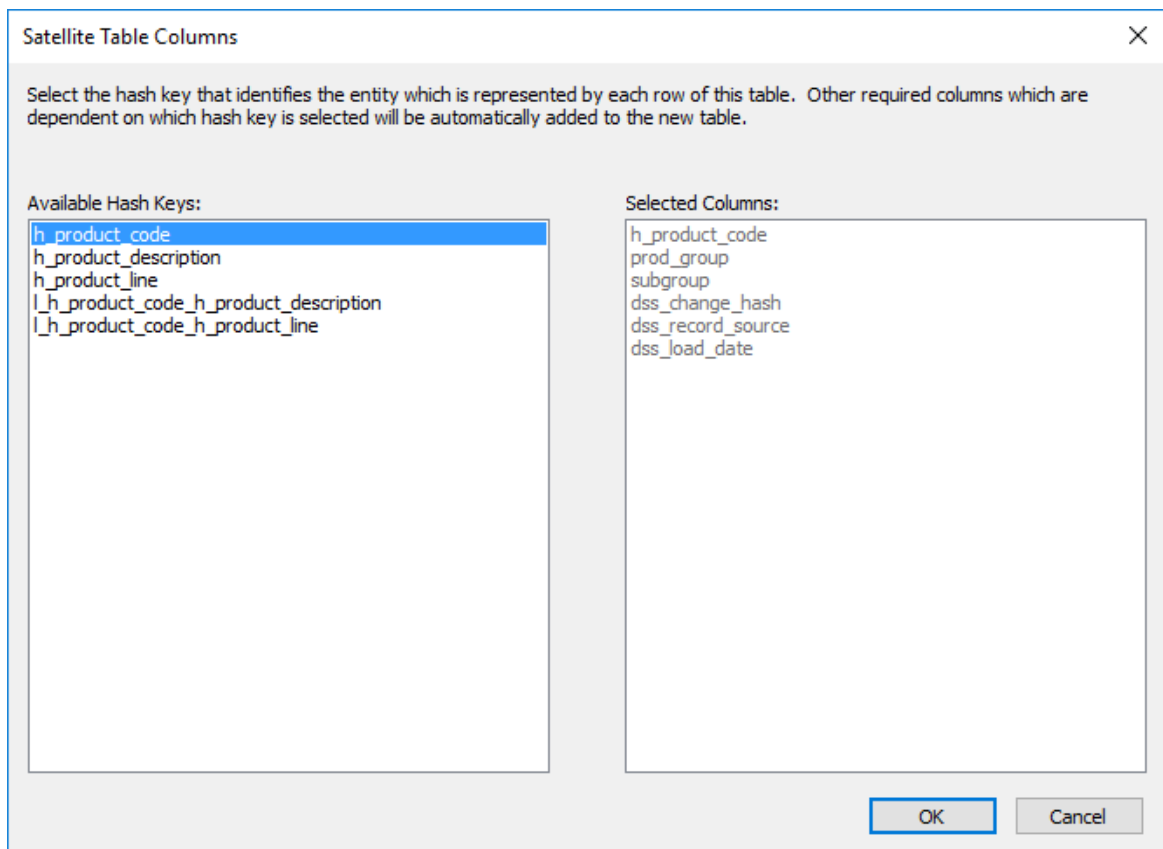 Satellite Table Columns
Select the hash key that identifies the entity which is represented by each row of this table.  Other required columns which are
dependent on which hash key is selected will be automatically added to the new table.
Available Hash Keys:
h_product_code
h_product_description
h_product_line
l_h_product_code_h_product_description
l_h_product_code_h_product_line
Selected Columns:
h_product_code
prod_group
subgroup
dss_change_hash
dss_record_source
dss_load_date
OK
Cancel